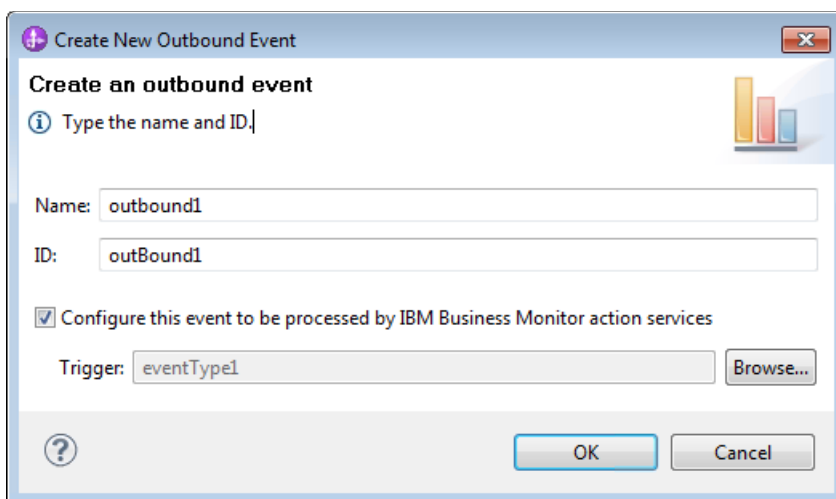 Create New Outbound Event
Create an outbound event
Type the name and ID.
Name: outbound1
ID: outBound1
Configure this event to be processed by IBM Business Monitor action services
Trigger: eventType1 Browse...
? OK Cancel